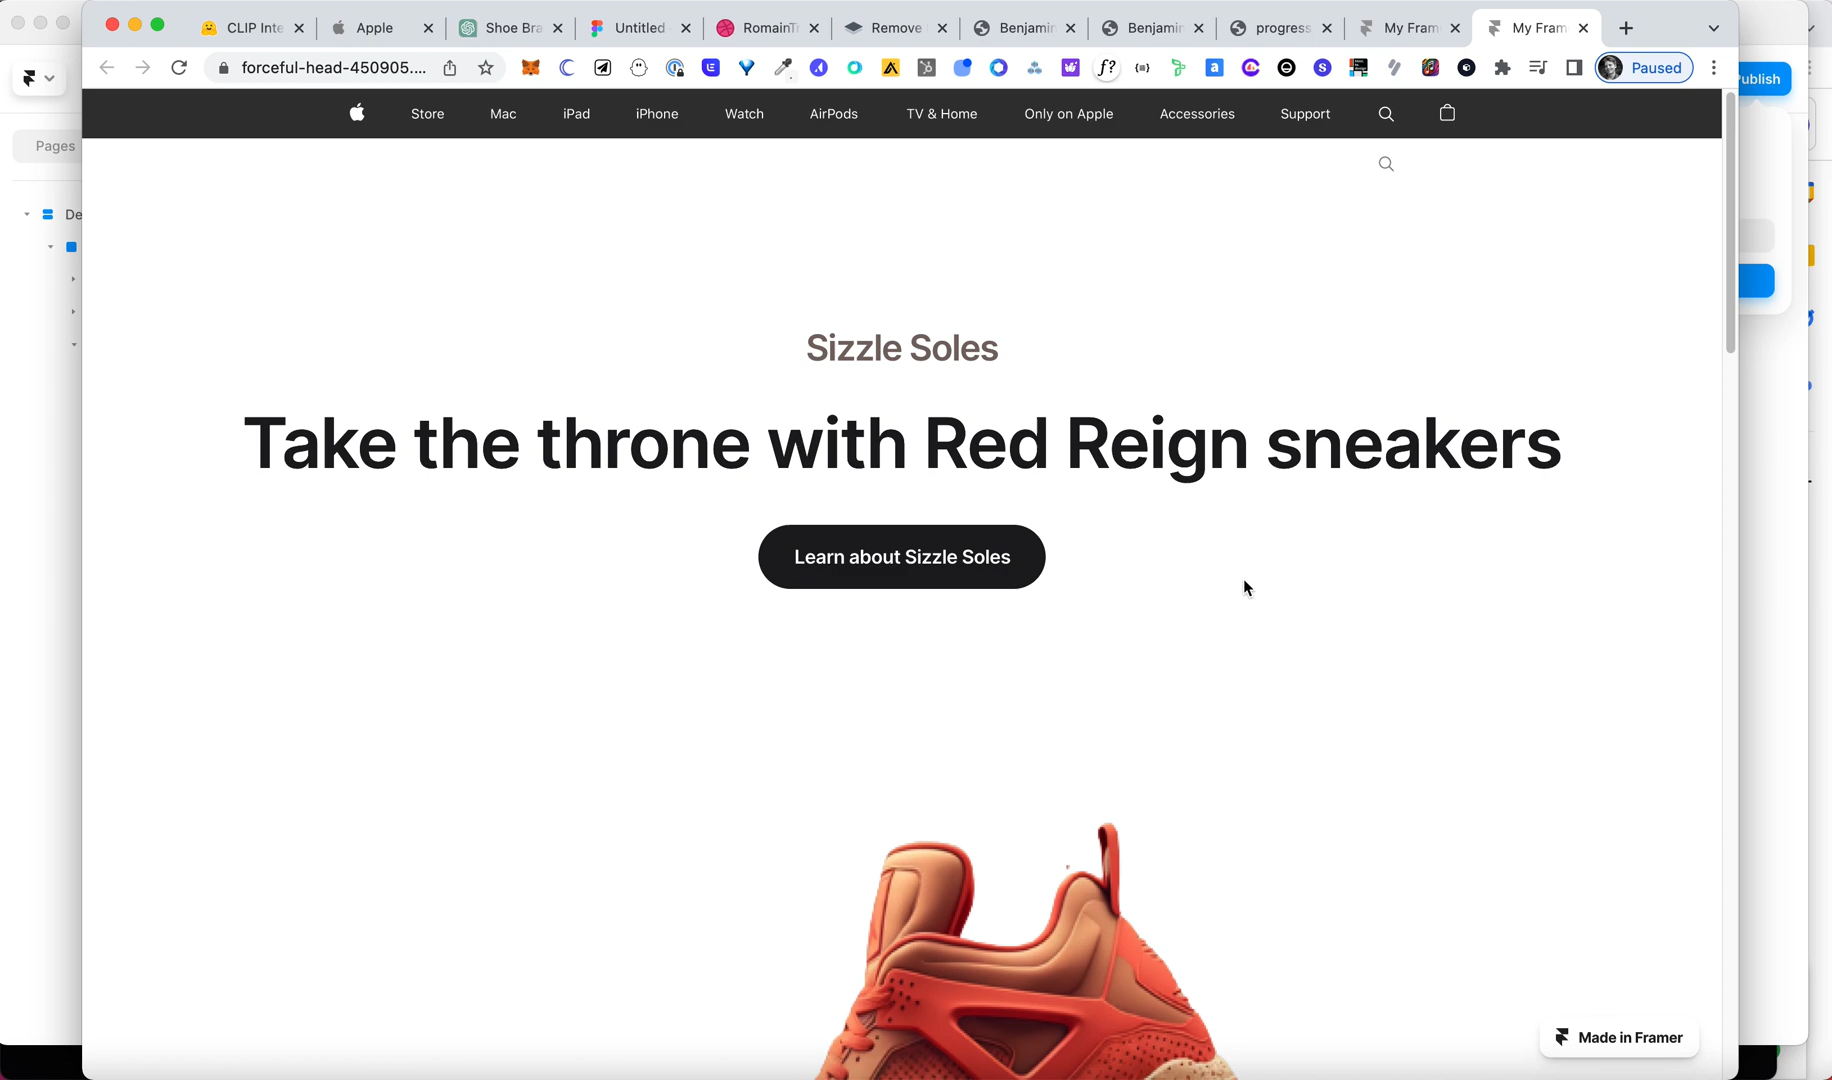 CLIP Inte
Apple
Shoe Bra
Untitled
RomainTr
Remove
Benjamin
Benjamin
progress
My Fram
My Fram
forceful-head-450905....
Paused
Publish
Store
Mac
iPad
iPhone
Watch
AirPods
TV & Home
Only on Apple
Accessories
Support
Pages
De
Sizzle Soles
Take the throne with Red Reign sneakers
Learn about Sizzle Soles
Made in Framer